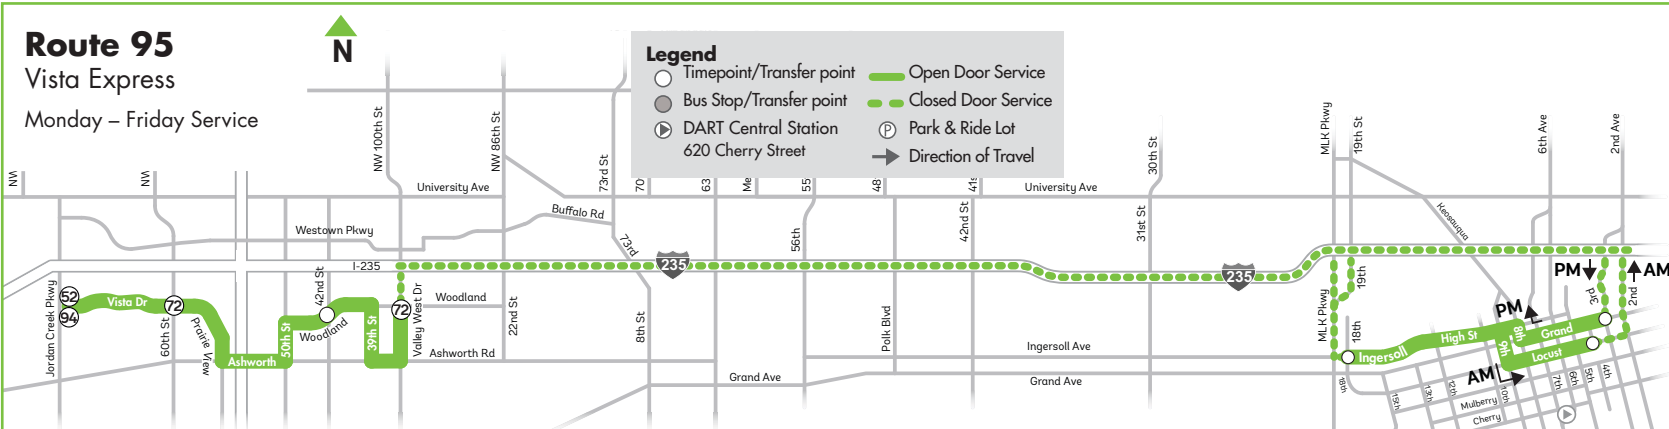 Route 95
Vista Express
Monday – Friday Service
N
Legend
Timepoint/Transfer point
Bus Stop/Transfer point
DART Central Station
620 Cherry Street
Open Door Service
Closed Door Service
P Park & Ride Lot
Direction of Travel
NW
NW
NW 100th St
NW 86th St
73rd St
70
63
Me
55
48
41s
30th St
MLK Pkwy
19th St
6th Ave
2nd Ave
University Ave
University Ave
Westown Pkwy
Buffalo Rd
73rd
56th
42nd St
31st St
Keosauqua
I-235
235
235
PM
AM
3rd
2nd
Jordan Creek Pkwy
52
94
Vista Dr
72
60th St
Prairie View
Ashworth
50th St
42nd St
Woodland
39th St
72
Valley West Dr
Woodland
22nd St
Ashworth Rd
8th St
Polk Blvd
Grand Ave
Ingersoll Ave
Grand Ave
MLK Pkwy
19th
18th
18th
Ingersoll
High St
PM
8th
9th
Grand
Locust
AM
15th
13th
12th
10th
7th
6th
5th
4th
Mulberry
Cherry